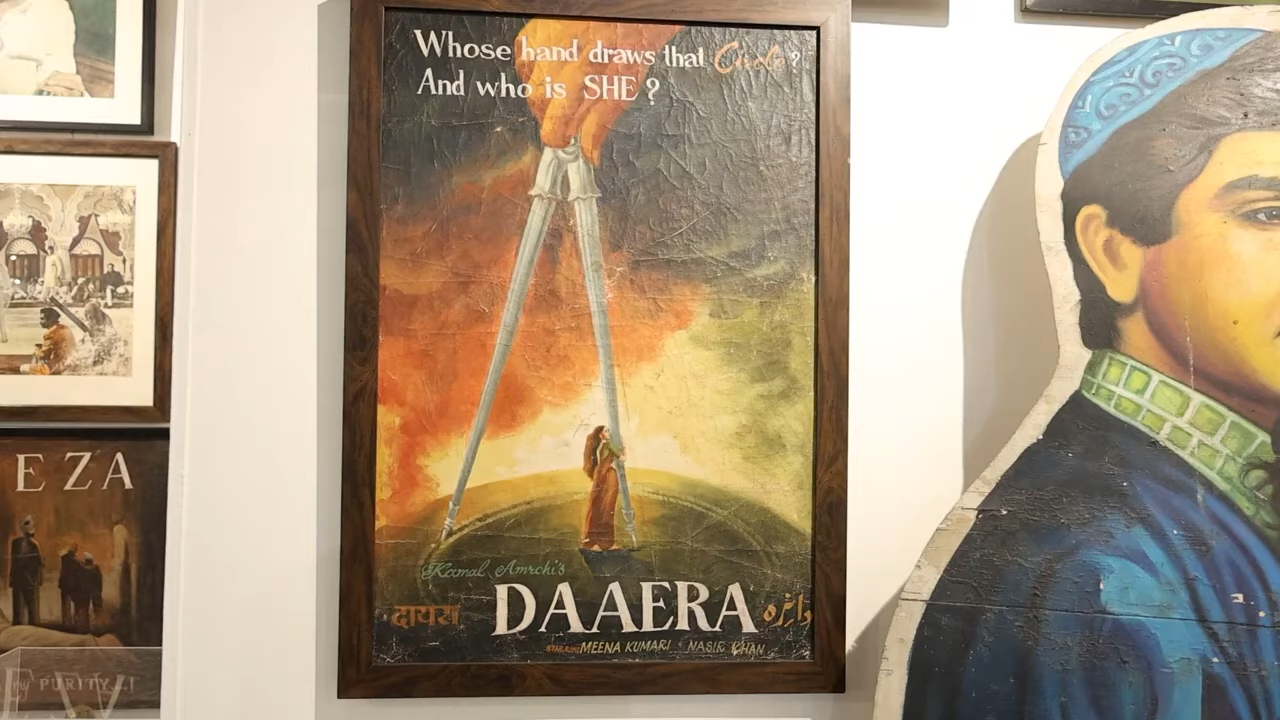 Whose hand draws that Circle ?
And who is SHE ?
Kamal Amrohi's
दायरा DAAERA دائرہ
STARRING MEENA KUMARI · NASIR KHAN
EZA
PURITY..!